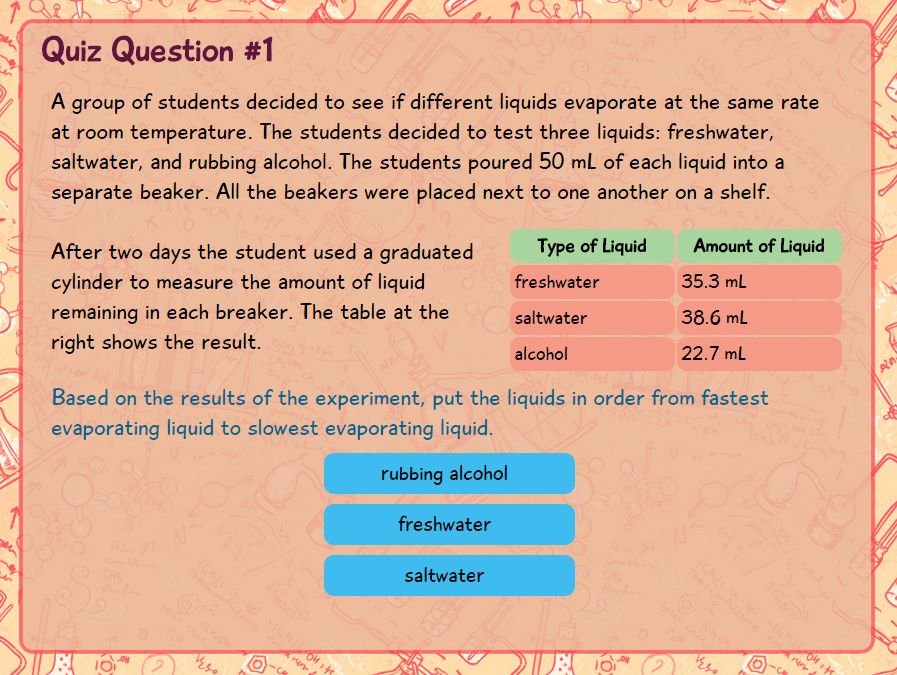 Quiz Question #1
A group of students decided to see if different liquids evaporate at the same rate
at room temperature. The students decided to test three liquids: freshwater,
saltwater, and rubbing alcohol. The students poured 50 mL of each liquid into a
separate beaker. All the beakers were placed next to one another on a shelf.
After two days the student used a graduated
cylinder to measure the amount of liquid
remaining in each breaker. The table at the
right shows the result.
Type of Liquid Amount of Liquid
freshwater 35.3 mL
saltwater 38.6 mL
alcohol 22.7 mL
Based on the results of the experiment, put the liquids in order from fastest
evaporating liquid to slowest evaporating liquid.
rubbing alcohol
freshwater
saltwater